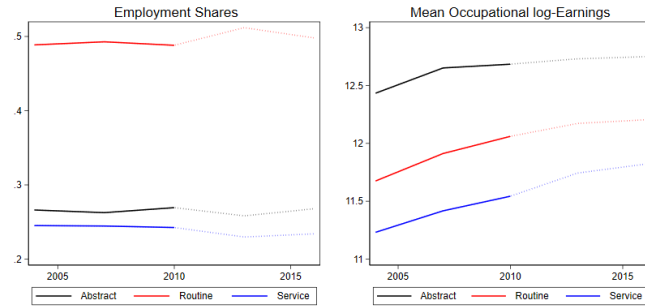 Employment Shares
.5
.4
.3
.2
2005 2010 2015
Abstract Routine Service
Mean Occupational log-Earnings
13
12.5
12
11.5
11
2005 2010 2015
Abstract Routine Service